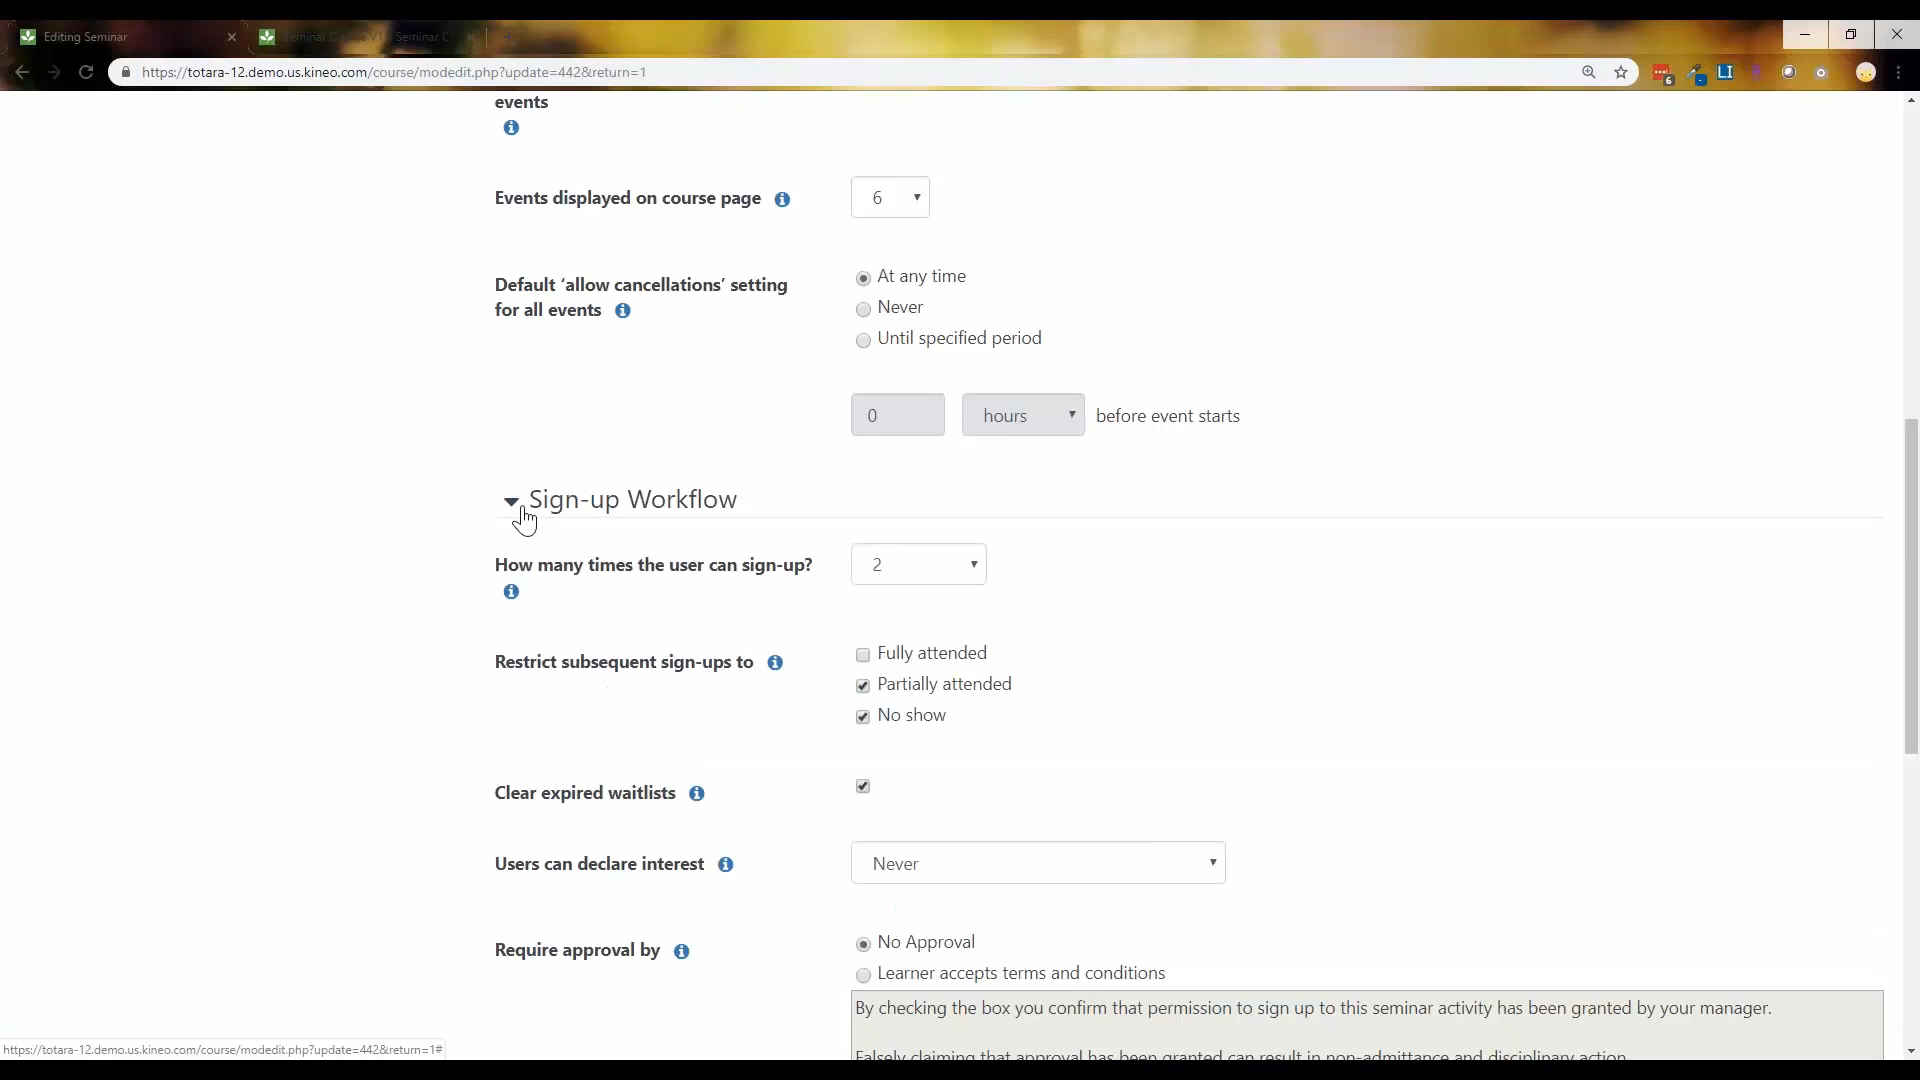 Editing Seminar
Seminar C
Seminar C
https://totara-12.demo.us.kineo.com/course/modedit.php?update=442&return=1
6
LI
events
Events displayed on course page
6
Default ‘allow cancellations’ setting
for all events
At any time
Never
Until specified period
0
hours
before event starts
Sign-up Workflow
How many times the user can sign-up?
2
Restrict subsequent sign-ups to
Fully attended
Partially attended
No show
Clear expired waitlists
Users can declare interest
Never
Require approval by
No Approval
Learner accepts terms and conditions
By checking the box you confirm that permission to sign up to this seminar activity has been granted by your manager.
Falsely claiming that approval has been granted can result in non-admittance and disciplinary action
https://totara-12.demo.us.kineo.com/course/modedit.php?update=442&return=1#